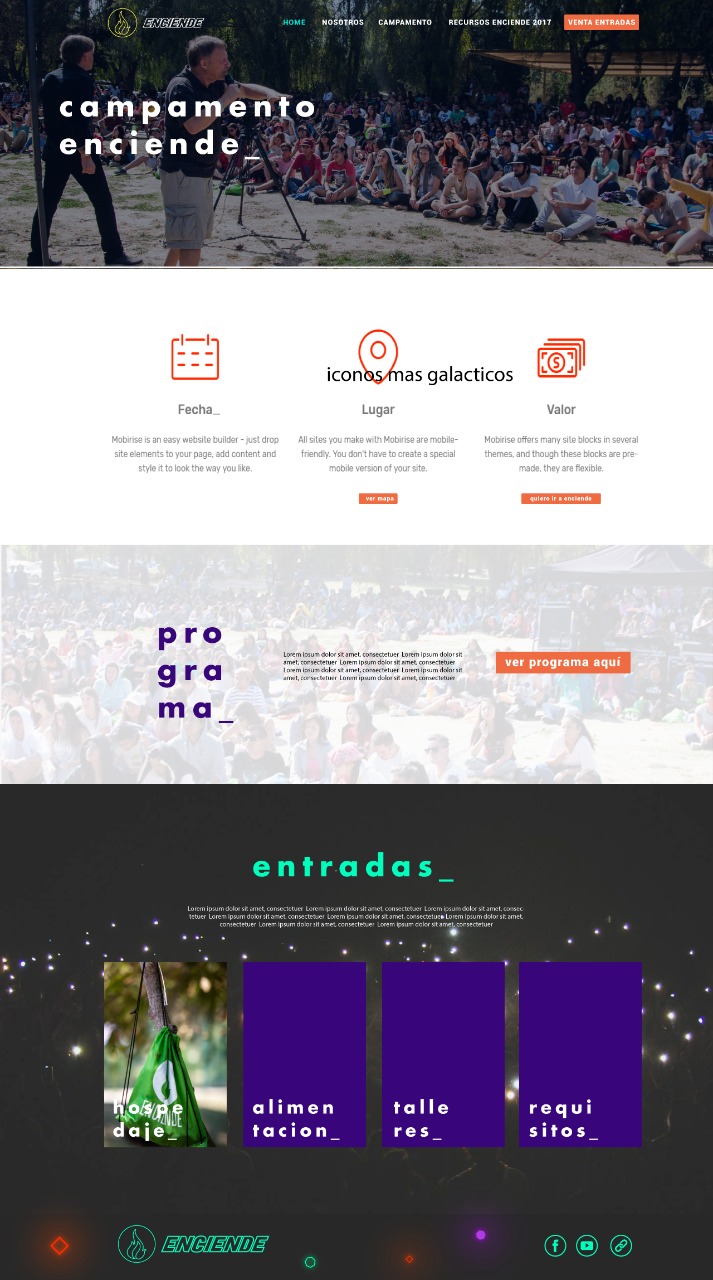 ENCIENDE
HOME NOSOTROS CAMPAMENTO RECURSOS ENCIENDE 2017 VENTA ENTRADAS
campamento
enciende_
iconos mas galacticos
Fecha_
Mobirise is an easy website builder - just drop
site elements to your page, add content and
style it to look the way you like.
Lugar
All sites you make with Mobirise are mobile-
friendly. You don't have to create a special
mobile version of your site.
ver mapa
Valor
Mobirise offers many site blocks in several
themes, and though these blocks are pre-
made, they are flexible.
quiero ir a enciende
pro
gra
ma_
Lorem ipsum dolor sit amet, consectetuer Lorem ipsum dolor sit
amet, consectetuer Lorem ipsum dolor sit amet, consectetuer
Lorem ipsum dolor sit amet, consectetuer Lorem ipsum dolor sit
amet, consectetuer Lorem ipsum dolor sit amet, consectetuer
ver programa aquí
entradas_
Lorem ipsum dolor sit amet, consectetuer Lorem ipsum dolor sit amet, consectetuer Lorem ipsum dolor sit amet, consec
tetuer Lorem ipsum dolor sit amet, consectetuer Lorem ipsum dolor sit amet, consectetuer Lorem ipsum dolor sit amet,
consectetuer Lorem ipsum dolor sit amet, consectetuer Lorem ipsum dolor sit amet, consectetuer
ENCIENDE
hospe
daje_
alimen
tacion_
talle
res_
requi
sitos_
ENCIENDE